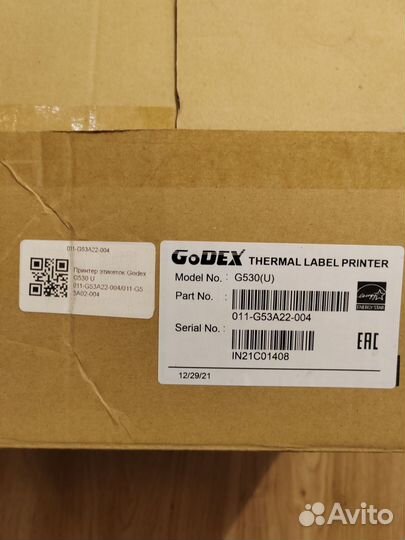 011-G53A22-004
Принтер этикеток Godex
G530 U
011-G53A22-004/011-G5
3A02-004
GODEX THERMAL LABEL PRINTER
Model No. : G530(U)
Part No. :
011-G53A22-004
Serial No. :
IN21C01408
ENERGY STAR
EAC
12/29/21
Avito